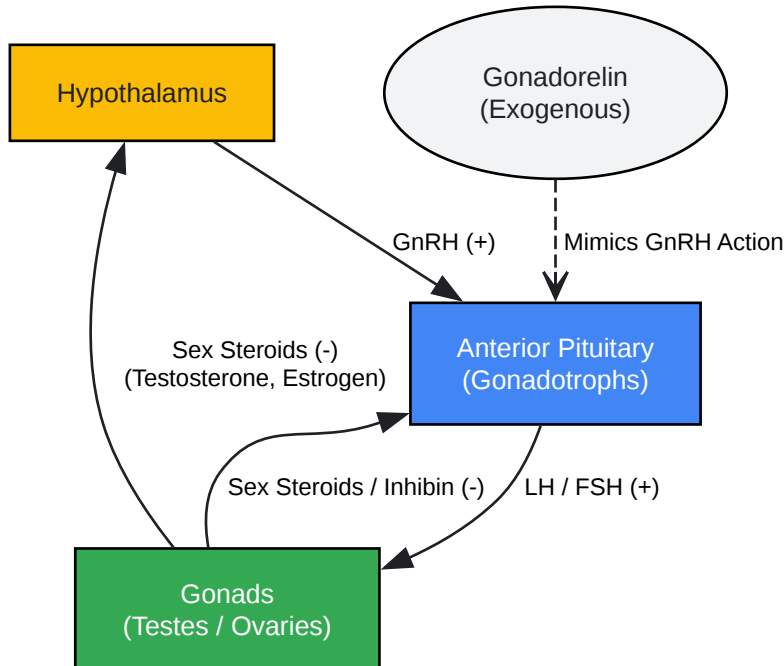 Hypothalamus
Gonadorelin
(Exogenous)
GnRH (+)
Mimics GnRH Action
Sex Steroids (-)
(Testosterone, Estrogen)
Anterior Pituitary
(Gonadotrophs)
Sex Steroids / Inhibin (-)
LH / FSH (+)
Gonads
(Testes / Ovaries)